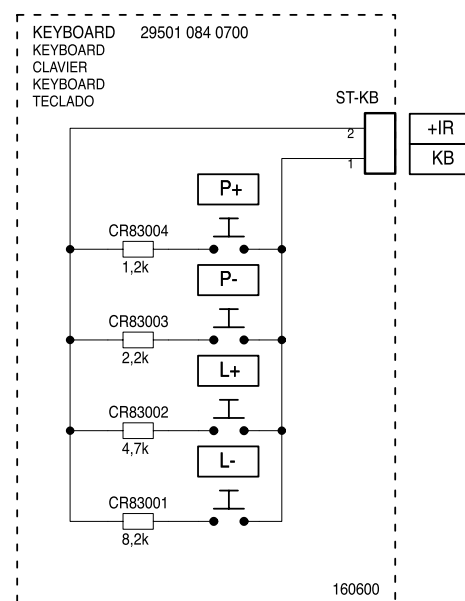 KEYBOARD 29501 084 0700
KEYBOARD
CLAVIER
KEYBOARD
TECLADO
ST-KB
2 +IR
1 KB
P+
CR83004
1,2k
P-
CR83003
2,2k
L+
CR83002
4,7k
L-
CR83001
8,2k
160600